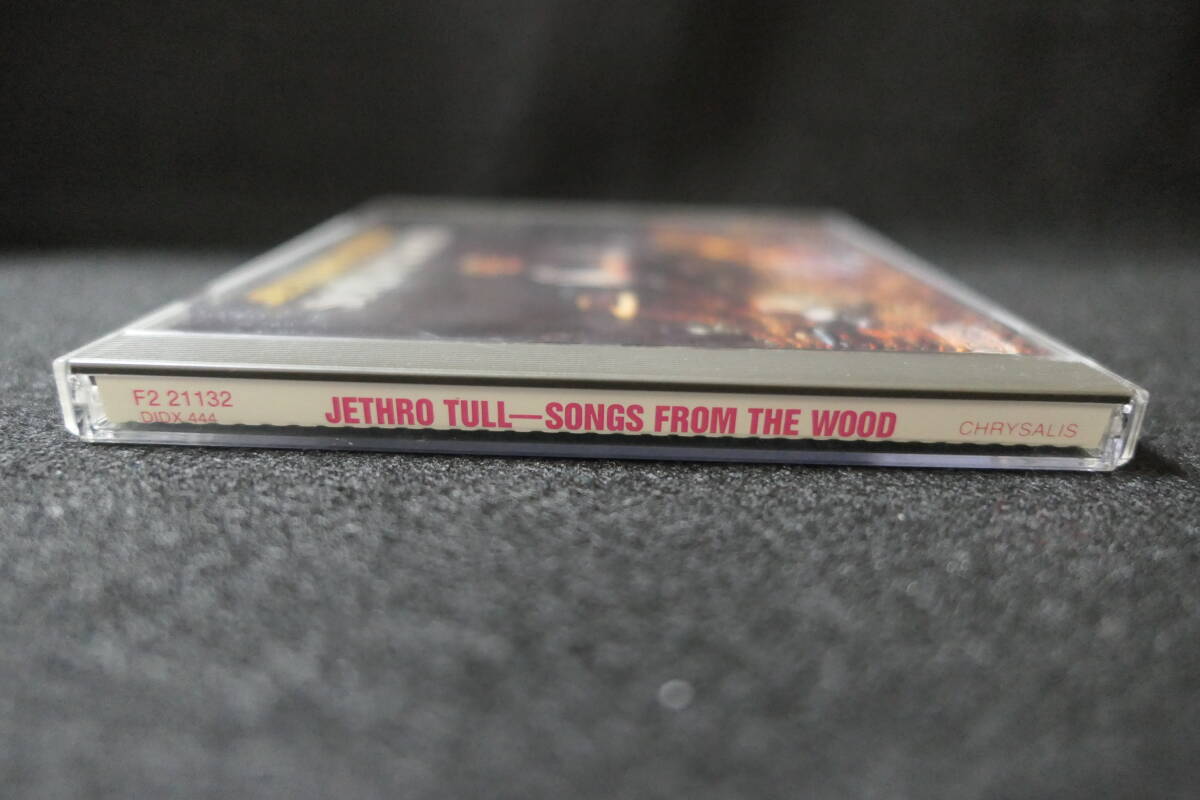 F2 21132
DIDX 444
JETHRO TULL—SONGS FROM THE WOOD
CHRYSALIS